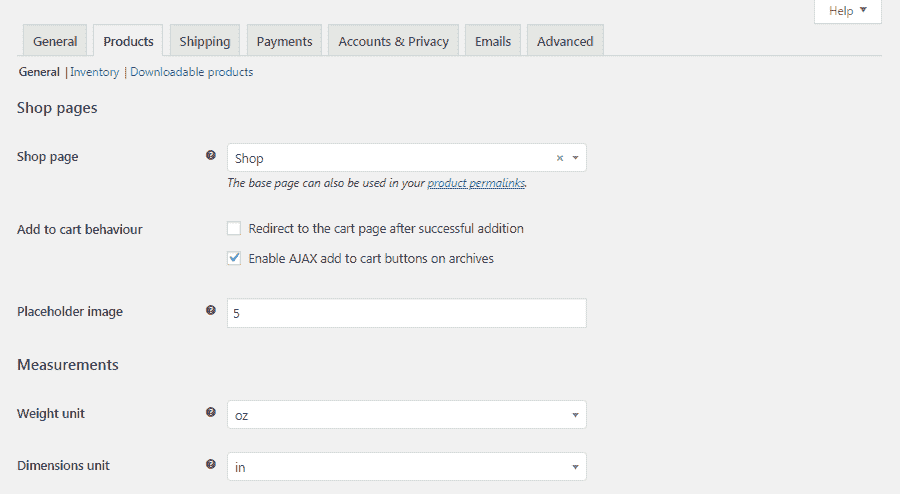 Help
General Products Shipping Payments Accounts & Privacy Emails Advanced
General | Inventory | Downloadable products
Shop pages
Shop page Shop
The base page can also be used in your product permalinks.
Add to cart behaviour Redirect to the cart page after successful addition
Enable AJAX add to cart buttons on archives
Placeholder image 5
Measurements
Weight unit oz
Dimensions unit in